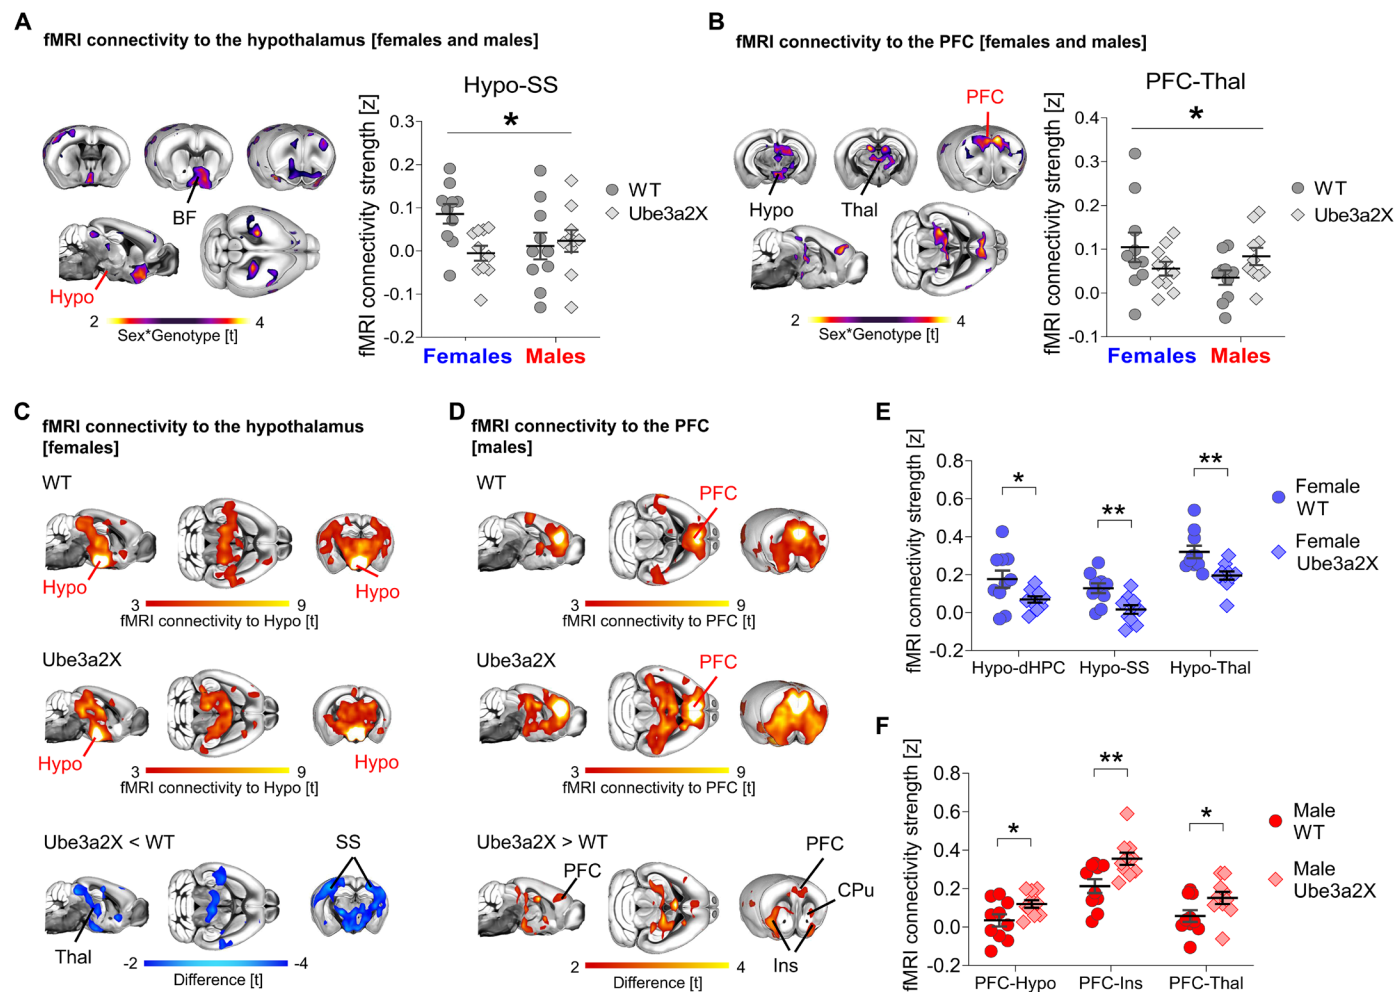 A
fMRI connectivity to the hypothalamus [females and males]
BF
Hypo
2
4
Sex*Genotype [t]
Hypo-SS
fMRI connectivity strength [z]
0.3
0.2
0.1
0.0
-0.1
-0.2
*
Females
Males
WT
Ube3a2X
B
fMRI connectivity to the PFC [females and males]
PFC
Hypo
Thal
2
4
Sex*Genotype [t]
PFC-Thal
fMRI connectivity strength [z]
0.4
0.3
0.2
0.1
0.0
-0.1
*
Females
Males
WT
Ube3a2X
C
fMRI connectivity to the hypothalamus
[females]
WT
Hypo
Hypo
3
9
fMRI connectivity to Hypo [t]
Ube3a2X
Hypo
Hypo
3
9
fMRI connectivity to Hypo [t]
Ube3a2X < WT
SS
Thal
-2
-4
Difference [t]
D
fMRI connectivity to the PFC
[males]
WT
PFC
3
9
fMRI connectivity to PFC [t]
Ube3a2X
PFC
3
9
fMRI connectivity to PFC [t]
Ube3a2X > WT
PFC
PFC
CPu
Ins
2
4
Difference [t]
E
fMRI connectivity strength [z]
0.8
0.6
0.4
0.2
0.0
-0.2
*
**
**
Hypo-dHPC
Hypo-SS
Hypo-Thal
Female
WT
Female
Ube3a2X
F
fMRI connectivity strength [z]
0.8
0.6
0.4
0.2
0.0
-0.2
*
**
*
PFC-Hypo
PFC-Ins
PFC-Thal
Male
WT
Male
Ube3a2X